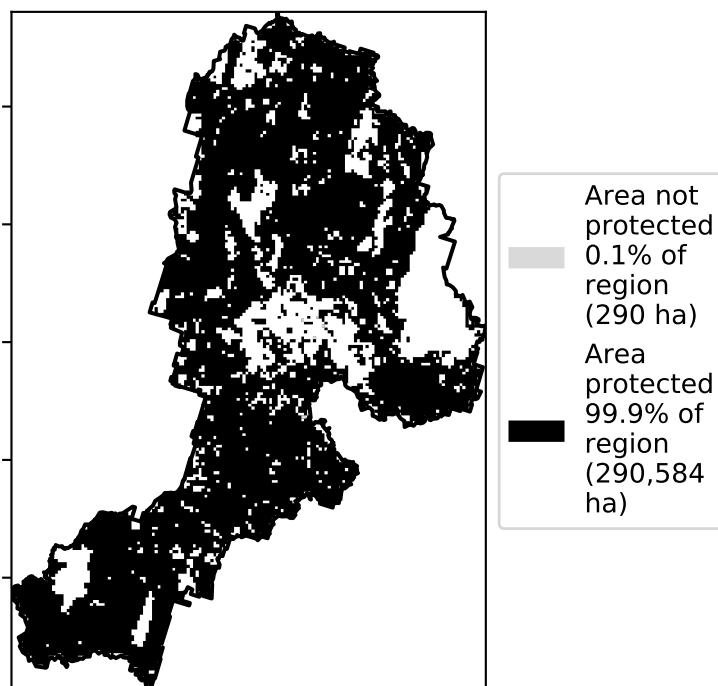 Area not
protected
0.1% of
region
(290 ha)
Area
protected
99.9% of
region
(290,584
ha)